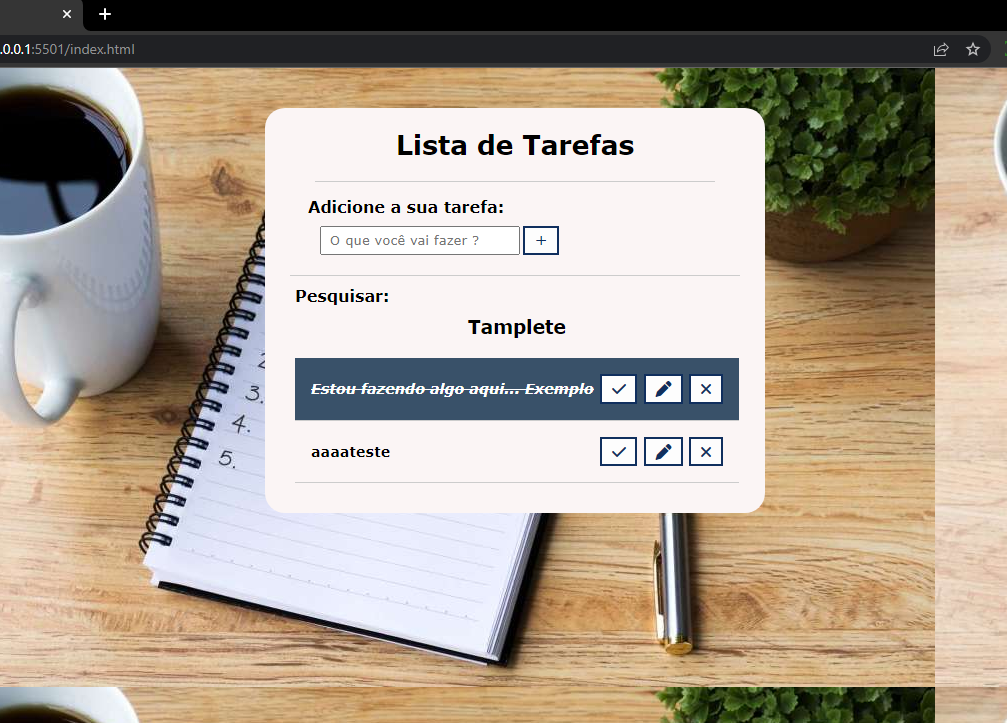 .0.0.1:5501/index.html
Lista de Tarefas
Adicione a sua tarefa:
O que você vai fazer ?
+
Pesquisar:
Tamplete
Estou fazendo algo aqui... Exemplo
3.
aaaateste
4.
5.